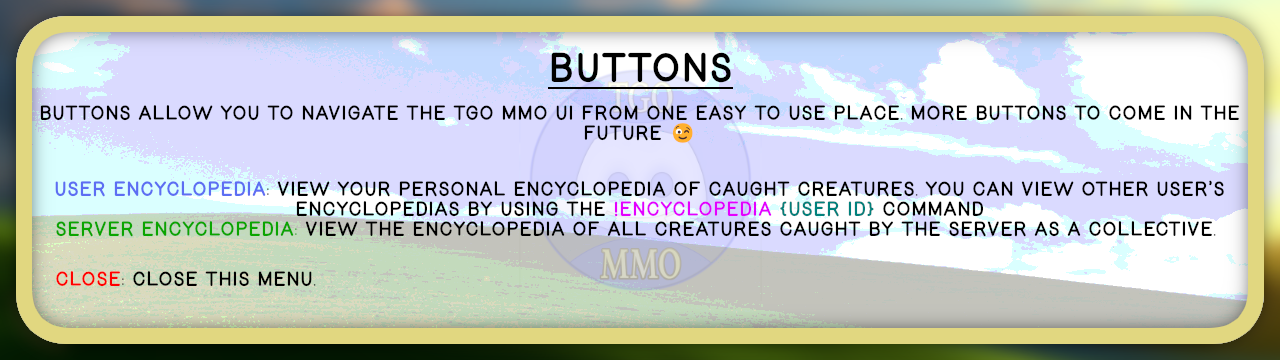 BUTTONS
BUTTONS ALLOW YOU TO NAVIGATE THE TGO MMO UI FROM ONE EASY TO USE PLACE. MORE BUTTONS TO COME IN THE
FUTURE 😉
TGO
USER ENCYCLOPEDIA: VIEW YOUR PERSONAL ENCYCLOPEDIA OF CAUGHT CREATURES. YOU CAN VIEW OTHER USER'S
ENCYCLOPEDIAS BY USING THE !ENCYCLOPEDIA {USER ID} COMMAND
SERVER ENCYCLOPEDIA: VIEW THE ENCYCLOPEDIA OF ALL CREATURES CAUGHT BY THE SERVER AS A COLLECTIVE.
MMO
CLOSE: CLOSE THIS MENU.